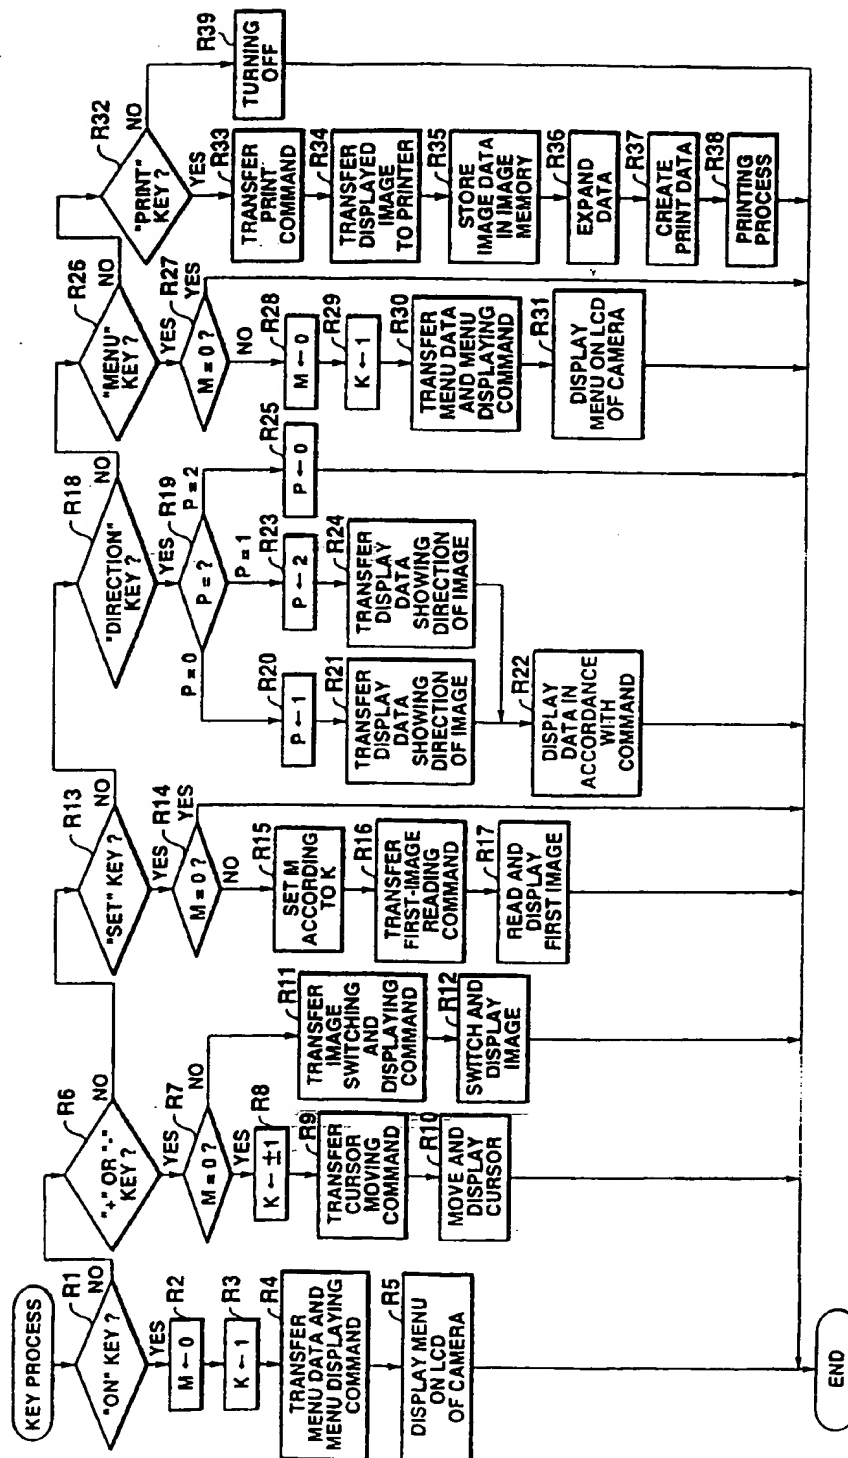 KEY PROCESS
R1
"ON" KEY ?
NO
YES
R2
M ← 0
R3
K ← 1
R4
TRANSFER
MENU DATA AND
MENU DISPLAYING
COMMAND
R5
DISPLAY MENU
ON LCD
OF CAMERA
R6
"+" OR "-"
KEY ?
NO
YES
R7
M = 0 ?
NO
YES
R8
K ← ±1
R9
TRANSFER
CURSOR
MOVING
COMMAND
R10
MOVE AND
DISPLAY
CURSOR
R11
TRANSFER
IMAGE
SWITCHING
AND
DISPLAYING
COMMAND
R12
SWITCH AND
DISPLAY
IMAGE
R13
"SET" KEY ?
NO
YES
R14
M = 0 ?
YES
NO
R15
SET M
ACCORDING
TO K
R16
TRANSFER
FIRST-IMAGE
READING
COMMAND
R17
READ AND
DISPLAY
FIRST IMAGE
R18
"DIRECTION"
KEY ?
NO
YES
R19
P = ?
P = 0
P = 1
P = 2
R20
P ← 1
R21
TRANSFER
DISPLAY
DATA
SHOWING
DIRECTION
OF IMAGE
R22
DISPLAY
DATA IN
ACCORDANCE
WITH
COMMAND
R23
P ← 2
R24
TRANSFER
DISPLAY
DATA
SHOWING
DIRECTION
OF IMAGE
R25
P ← 0
R26
"MENU"
KEY ?
NO
YES
R27
M = 0 ?
YES
NO
R28
M ← 0
R29
K ← 1
R30
TRANSFER
MENU DATA
AND MENU
DISPLAYING
COMMAND
R31
DISPLAY
MENU ON LCD
OF CAMERA
R32
"PRINT"
KEY ?
NO
YES
R33
TRANSFER
PRINT
COMMAND
R34
TRANSFER
DISPLAYED
IMAGE
TO PRINTER
R35
STORE
IMAGE DATA
IN IMAGE
MEMORY
R36
EXPAND
DATA
R37
CREATE
PRINT DATA
R38
PRINTING
PROCESS
R39
TURNING
OFF
END